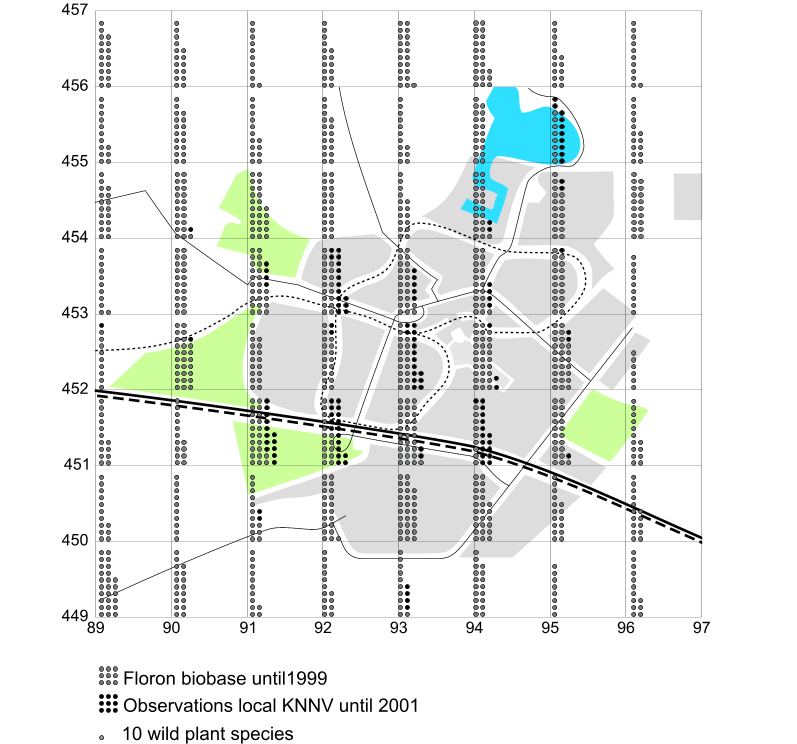 457
456
455
454
453
452
451
450
449
89 90 91 92 93 94 95 96 97
Floron biobase until1999
Observations local KNNV until 2001
10 wild plant species